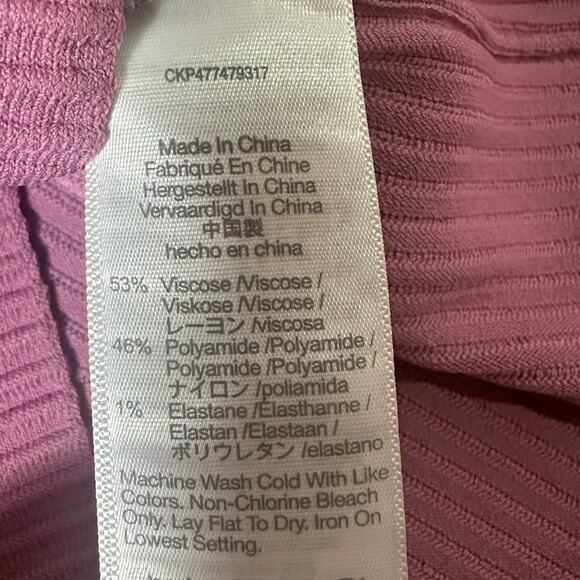 CKP477479317
Made In China
Fabriqué En Chine
Hergestellt In China
Vervaardigd In China
中国製
hecho en china
53% Viscose /Viscose /
Viskose /Viscose /
レーヨン /viscosa
46% Polyamide /Polyamide /
Polyamide /Polyamide /
ナイロン /poliamida
1% Elastane /Elasthanne /
Elastan /Elastaan /
ポリウレタン /elastano
Machine Wash Cold With Like
Colors. Non-Chlorine Bleach
Only. Lay Flat To Dry. Iron On
Lowest Setting.